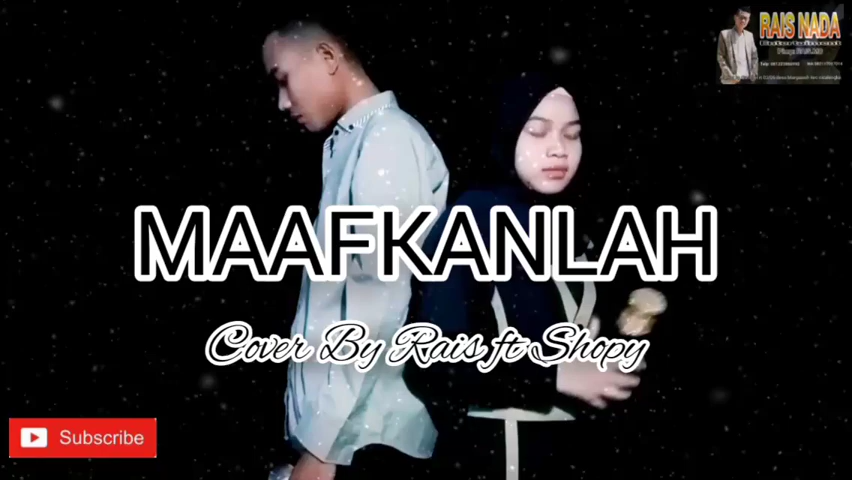 RAIS NADA
MAAFKANLAH
Cover By Rais ft Shopy
Subscribe